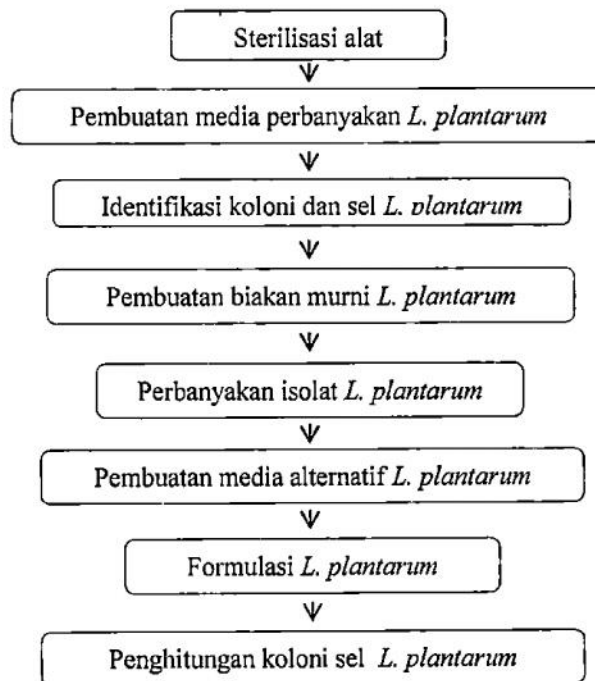 Sterilisasi alat
Pembuatan media perbanyakan L. plantarum
Identifikasi koloni dan sel L. plantarum
Pembuatan biakan murni L. plantarum
Perbanyakan isolat L. plantarum
Pembuatan media alternatif L. plantarum
Formulasi L. plantarum
Penghitungan koloni sel L. plantarum